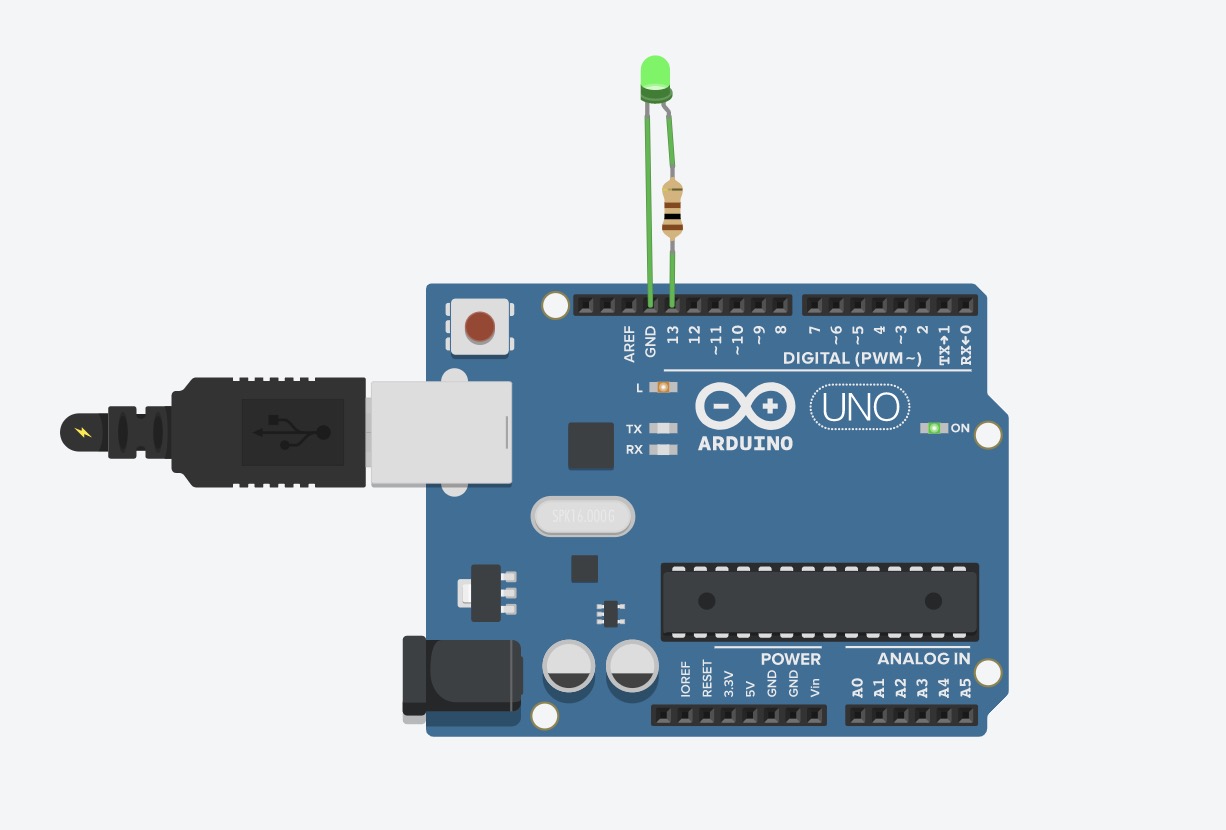 AREF
GND
13
12
~11
~10
~9
8
7
~6
~5
4
~3
2
TX→1
RX←0
DIGITAL (PWM~)
L
TX
RX
ARDUINO
UNO
ON
SPK16.000G
POWER
ANALOG IN
IOREF
RESET
3.3V
5V
GND
GND
Vin
A0
A1
A2
A3
A4
A5